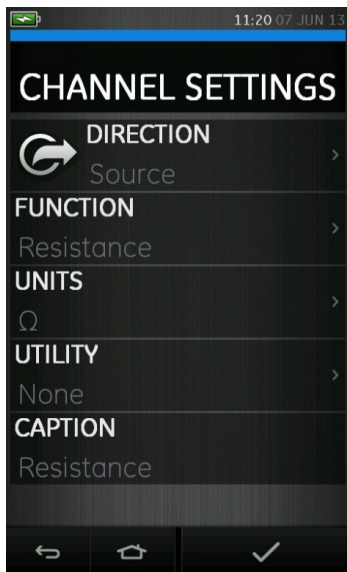 11:20 07 JUN 13
CHANNEL SETTINGS
DIRECTION
Source
FUNCTION
Resistance
UNITS
Ω
UTILITY
None
CAPTION
Resistance